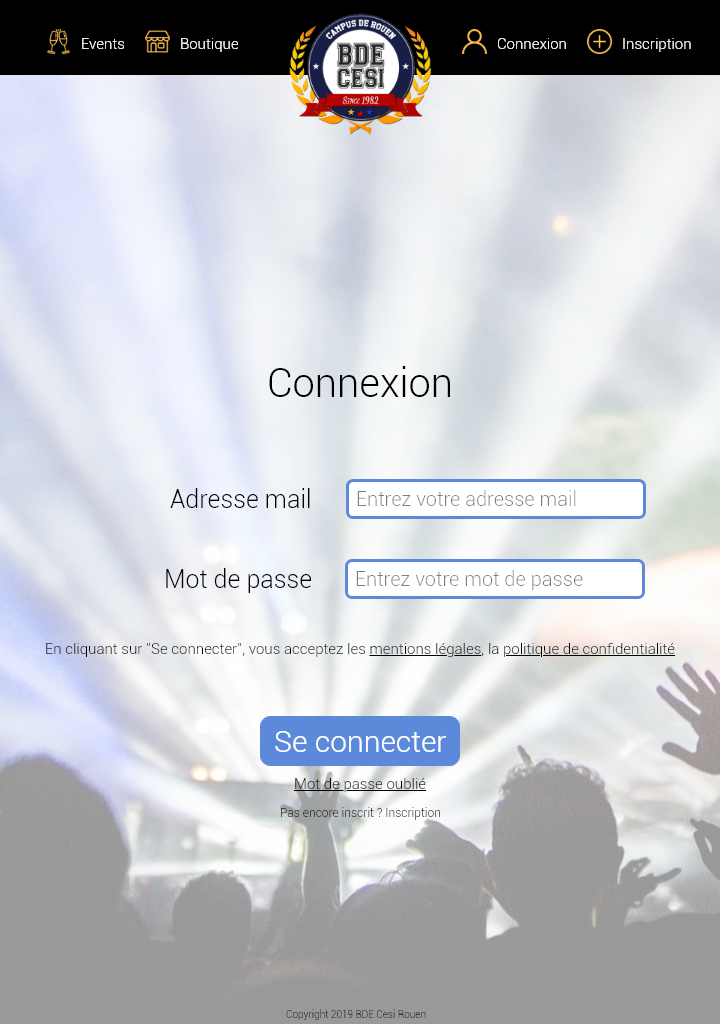 Events
Boutique
CAMPUS DE ROUEN
BDE
CESI
Since 1982
Connexion
Inscription
Connexion
Adresse mail
Entrez votre adresse mail
Mot de passe
Entrez votre mot de passe
En cliquant sur "Se connecter", vous acceptez les mentions légales, la politique de confidentialité
Se connecter
Mot de passe oublié
Pas encore inscrit ? Inscription
Copyright 2019 BDE Cesi Rouen